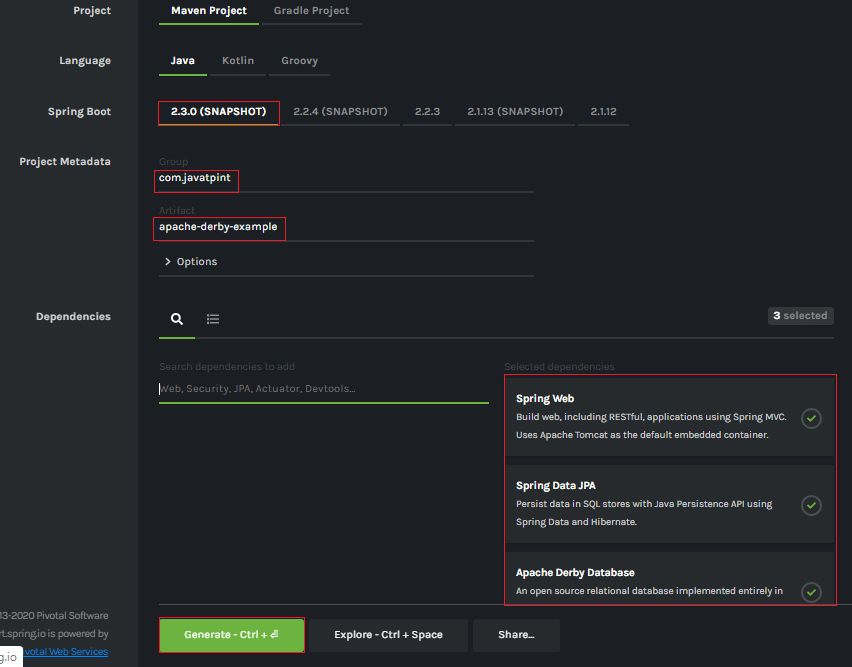 Project
Maven Project Gradle Project
Language
Java Kotlin Groovy
Spring Boot
2.3.0 (SNAPSHOT) 2.2.4 (SNAPSHOT) 2.2.3 2.1.13 (SNAPSHOT) 2.1.12
Project Metadata
Group
com.javatpint
Artifact
apache-derby-example
Options
Dependencies
3 selected
Search dependencies to add
Web, Security, JPA, Actuator, Devtools...
Selected dependencies
Spring Web
Build web, including RESTful, applications using Spring MVC.
Uses Apache Tomcat as the default embedded container.
Spring Data JPA
Persist data in SQL stores with Java Persistence API using
Spring Data and Hibernate.
Apache Derby Database
An open source relational database implemented entirely in
13-2020 Pivotal Software
rt.spring.io is powered by
votal Web Services
g.io
Generate - Ctrl + ⏎
Explore - Ctrl + Space
Share...